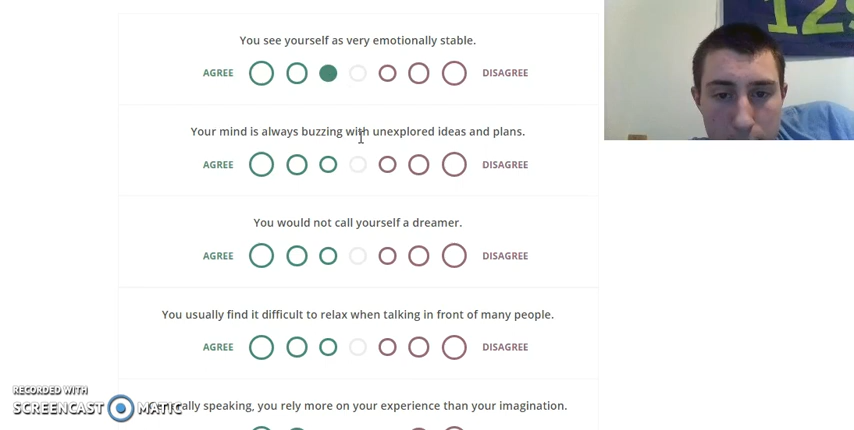 You see yourself as very emotionally stable.
AGREE DISAGREE
Your mind is always buzzing with unexplored ideas and plans.
AGREE DISAGREE
You would not call yourself a dreamer.
AGREE DISAGREE
You usually find it difficult to relax when talking in front of many people.
AGREE DISAGREE
speaking, you rely more on your experience than your imagination.
RECORDED WITH
SCREENCAST MATIC